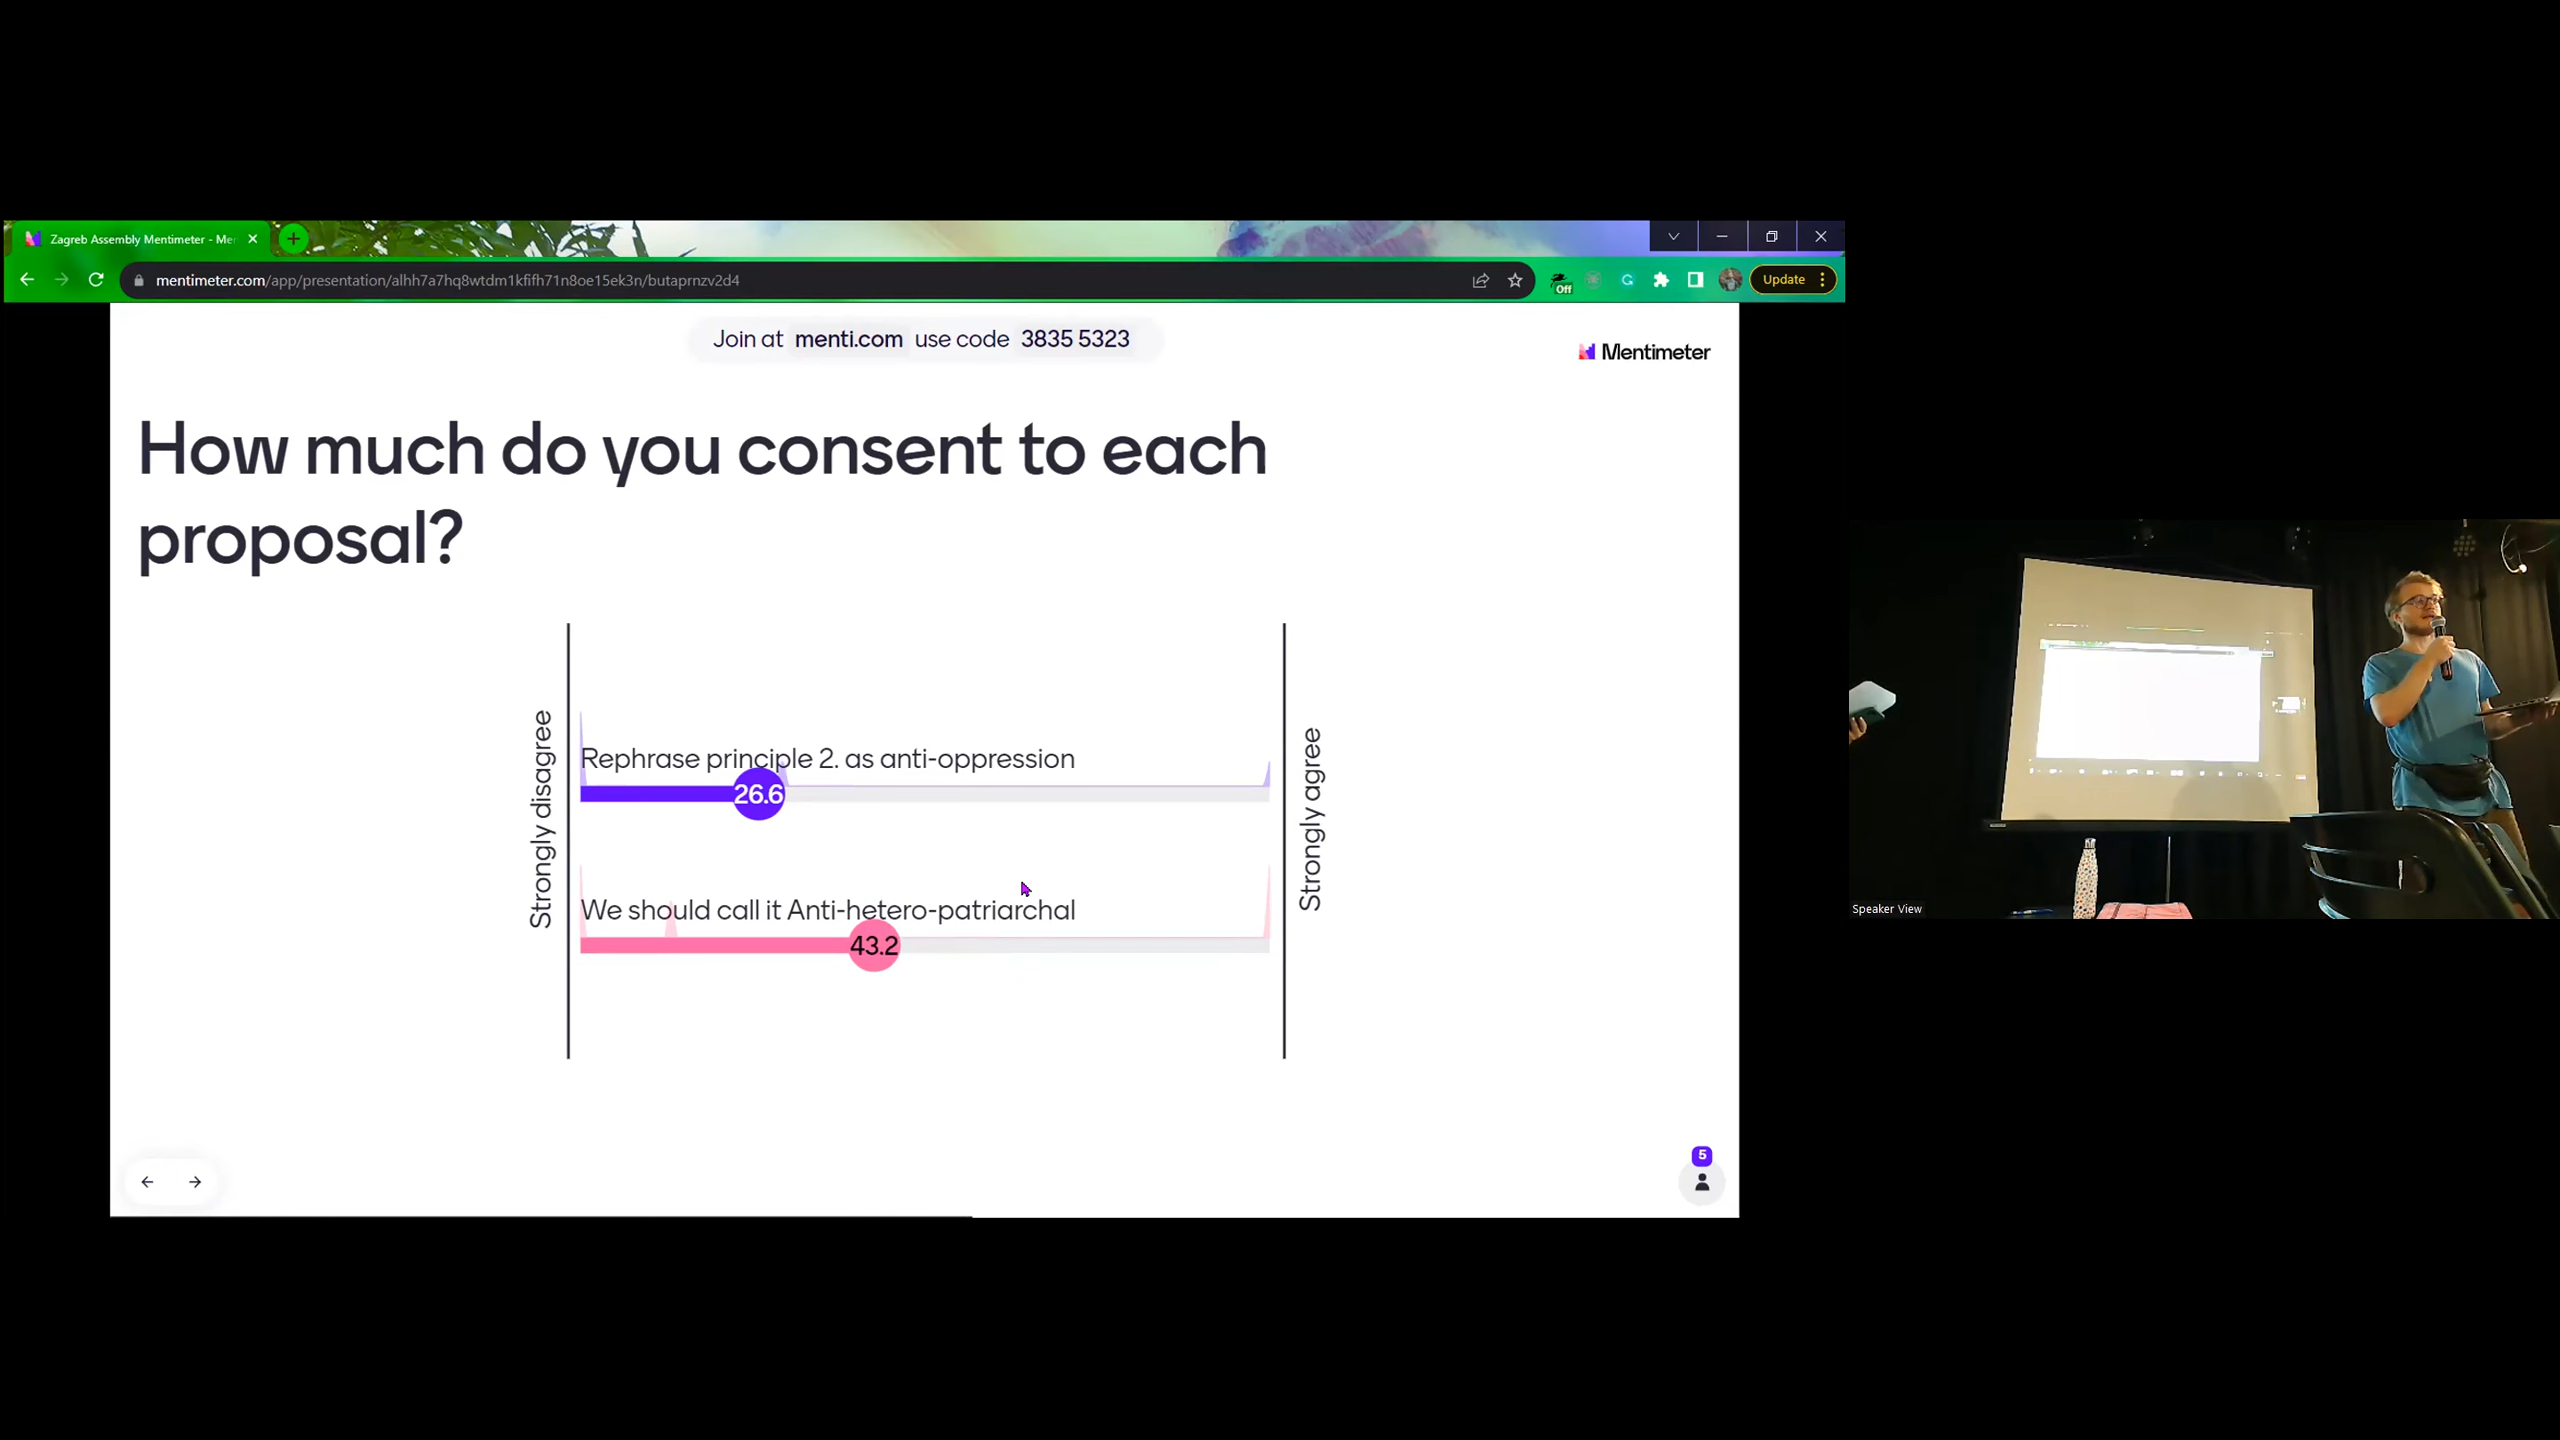 Zagreb Assembly Mentimeter - Me
mentimeter.com/app/presentation/alhh7a7hq8wtdm1kfifh71n8oe15ek3n/butaprnzv2d4
Off
Update
Join at menti.com use code 3835 5323
Mentimeter
How much do you consent to each
proposal?
Strongly disagree
Rephrase principle 2. as anti-oppression
26.6
We should call it Anti-hetero-patriarchal
43.2
Strongly agree
5
Speaker View